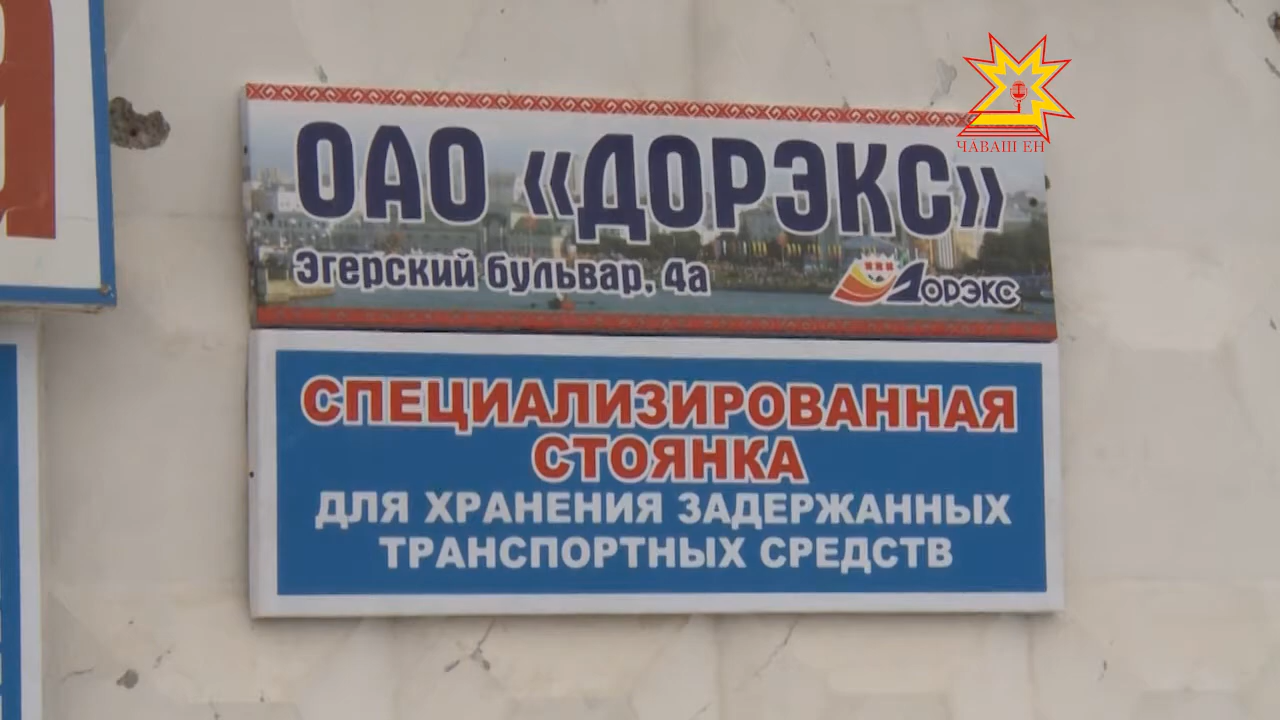 ЧАВАШ ЕН
ОАО «ДОРЭКС»
Эгерский бульвар, 4а
ДОРЭКС
СПЕЦИАЛИЗИРОВАННАЯ
СТОЯНКА
ДЛЯ ХРАНЕНИЯ ЗАДЕРЖАННЫХ
ТРАНСПОРТНЫХ СРЕДСТВ